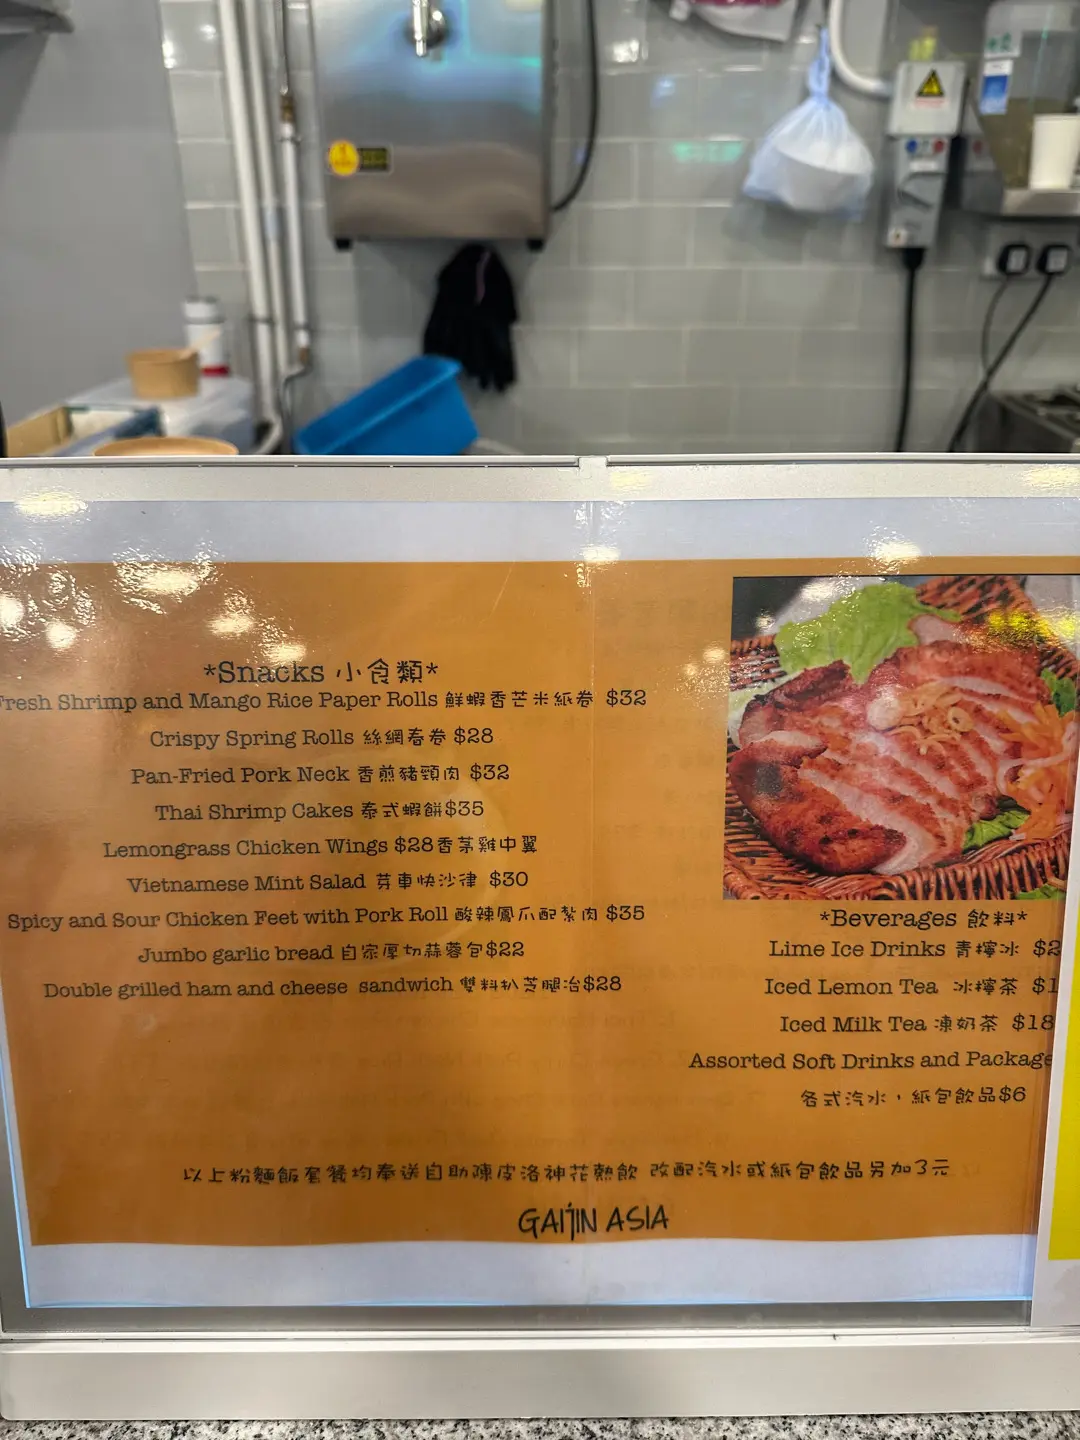 *Snacks 小食類*
Fresh Shrimp and Mango Rice Paper Rolls 鮮蝦香芒米紙卷 $32
Crispy Spring Rolls 絲網春卷 $28
Pan-Fried Pork Neck 香煎豬頸肉 $32
Thai Shrimp Cakes 泰式蝦餅$35
Lemongrass Chicken Wings $28香茅雞中翼
Vietnamese Mint Salad 芽車快沙律 $30
Spicy and Sour Chicken Feet with Pork Roll 酸辣鳳爪配紮肉 $35
Jumbo garlic bread 自家厚切蒜蓉包$22
Double grilled ham and cheese sandwich 雙料扒芝腿治$28
*Beverages 飲料*
Lime Ice Drinks 青檸冰
Iced Lemon Tea 冰檸茶
Iced Milk Tea 凍奶茶 $18
Assorted Soft Drinks and Package
各式汽水，紙包飲品$6
以上粉麵飯套餐均奉送自助陳皮洛神花熱飲 改配汽水或紙包飲品另加3元
GAIJIN ASIA